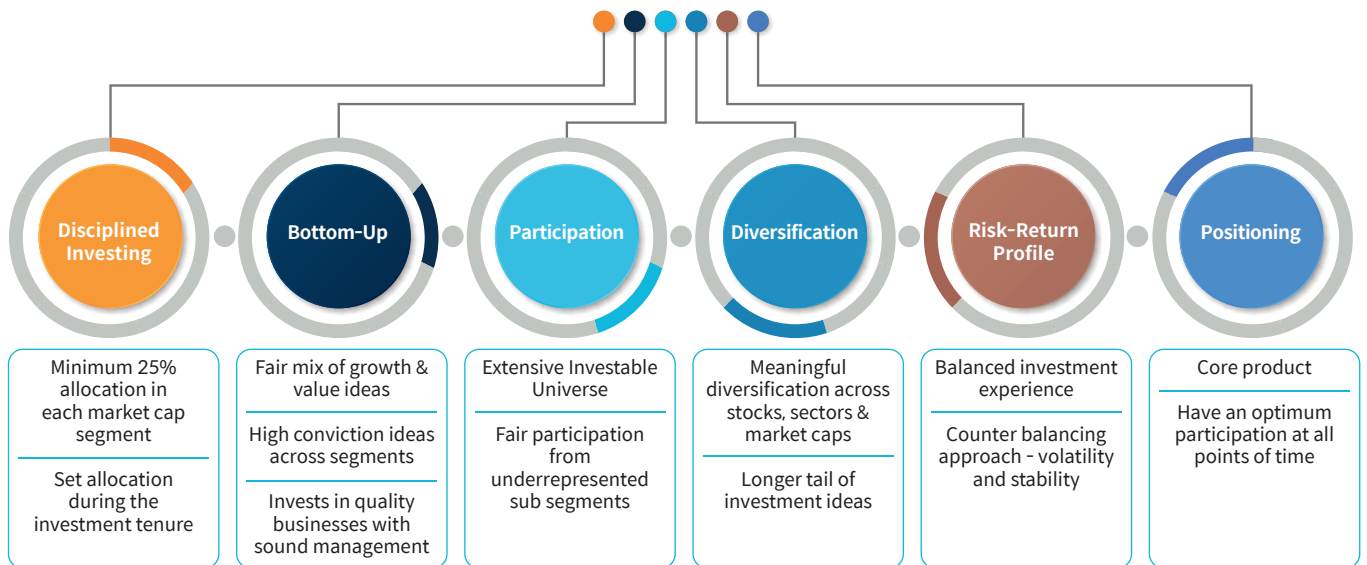 Disciplined
Investing
Bottom-Up
Participation
Diversification
Risk-Return
Profile
Positioning
Minimum 25%
allocation in
each market cap
segment
Set allocation
during the
investment tenure
Fair mix of growth &
value ideas
High conviction ideas
across segments
Invests in quality
businesses with
sound management
Extensive Investable
Universe
Fair participation
from
underrepresented
sub segments
Meaningful
diversification across
stocks, sectors &
market caps
Longer tail of
investment ideas
Balanced investment
experience
Counter balancing
approach - volatility
and stability
Core product
Have an optimum
participation at all
points of time